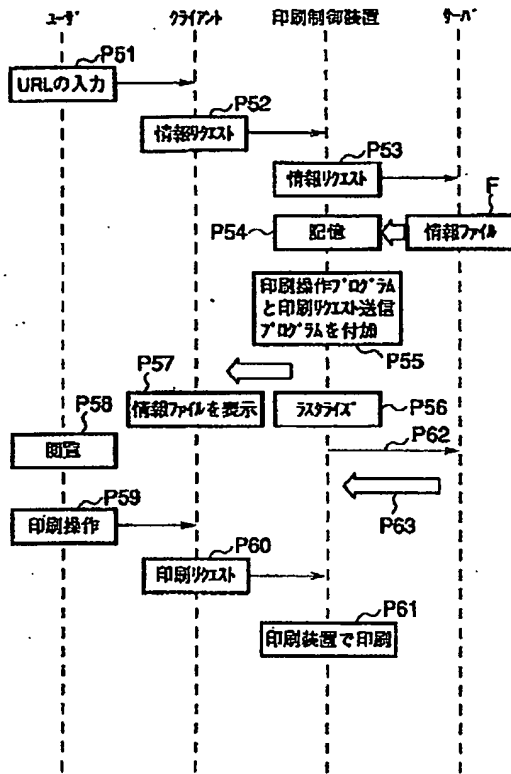 ﾕｰｻﾞ
ｸﾗｲｱﾝﾄ
印刷制御装置
ｻｰﾊﾞ
P51
URLの入力
P52
情報ﾘｸｴｽﾄ
P53
情報ﾘｸｴｽﾄ
F
P54
記憶
情報ﾌｧｲﾙ
印刷操作ﾌﾟﾛｸﾞﾗﾑ
と印刷ﾘｸｴｽﾄ送信
ﾌﾟﾛｸﾞﾗﾑを付加
P55
P57
情報ﾌｧｲﾙを表示
ﾗｽﾀﾗｲｽﾞ
P56
P58
閲覧
P62
P59
印刷操作
P63
P60
印刷ﾘｸｴｽﾄ
P61
印刷装置で印刷